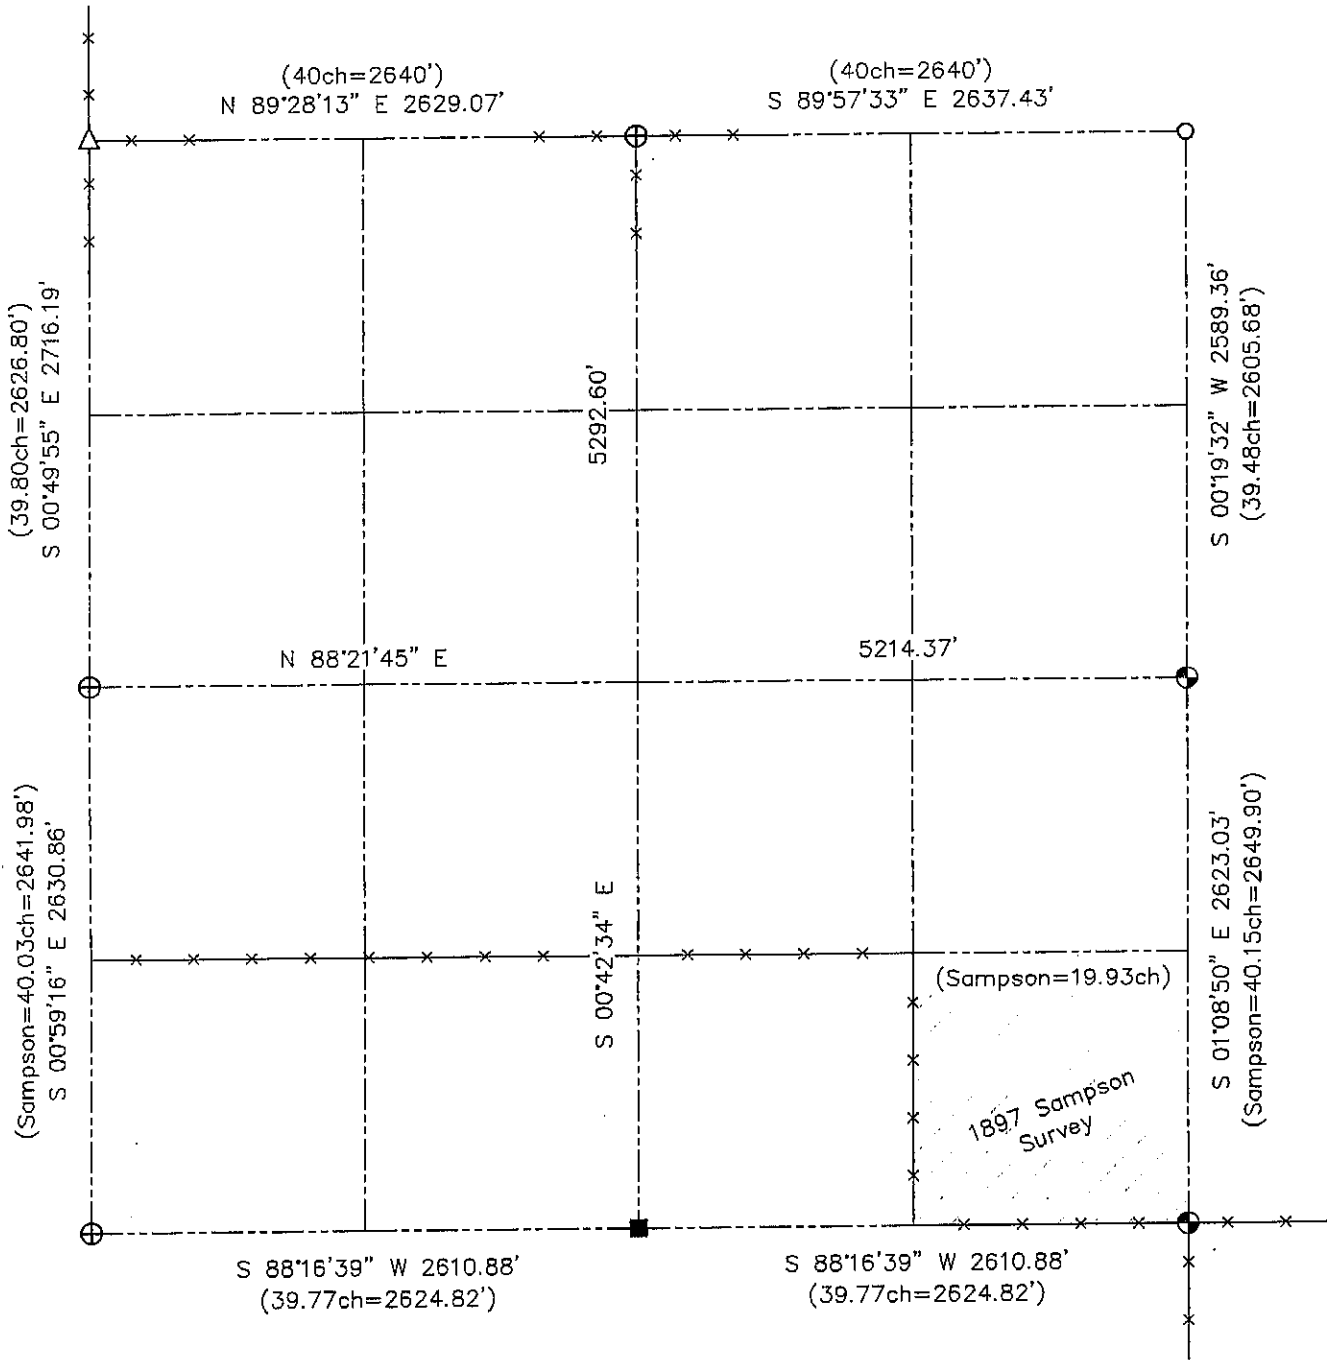 (40ch=2640')
N 89°28'13" E 2629.07'
(40ch=2640')
S 89°57'33" E 2637.43'
(39.80ch=2626.80')
S 00°49'55" E 2716.19'
5292.60'
S 00°19'32" W 2589.36'
(39.48ch=2605.68')
N 88°21'45" E
5214.37'
(Sampson=40.03ch=2641.98')
S 00°59'16" E 2630.86'
S 00°42'34" E
(Sampson=19.93ch)
1897 Sampson
Survey
S 01°08'50" E 2623.03'
(Sampson=40.15ch=2649.90')
S 88°16'39" W 2610.88'
(39.77ch=2624.82')
S 88°16'39" W 2610.88'
(39.77ch=2624.82')